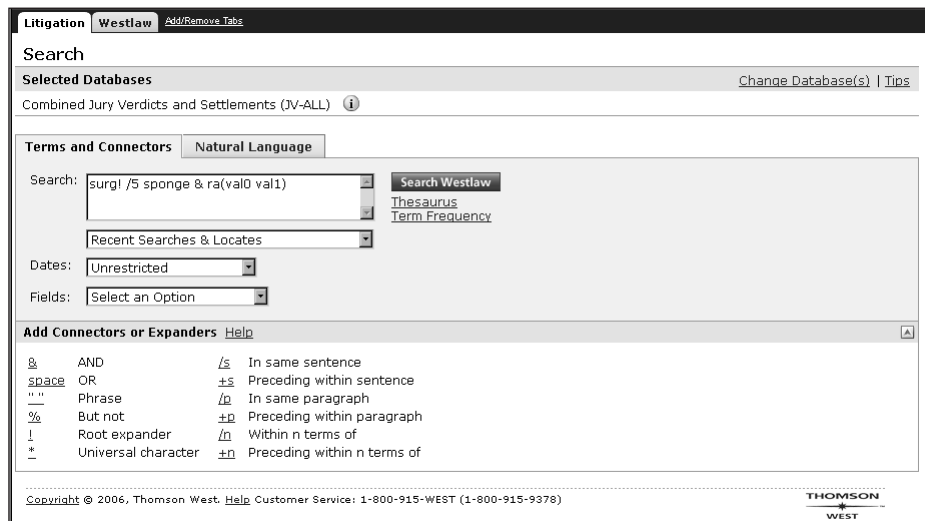 Litigation Westlaw Add/Remove Tabs
Search
Selected Databases Change Database(s) | Tips
Combined Jury Verdicts and Settlements (JV-ALL) i
Terms and Connectors Natural Language
Search: surg! /5 sponge & ra(val0 val1) Search Westlaw
Thesaurus
Term Frequency
Recent Searches & Locates
Dates: Unrestricted
Fields: Select an Option
Add Connectors or Expanders Help
& AND /s In same sentence
space OR +s Preceding within sentence
" " Phrase /p In same paragraph
% But not +p Preceding within paragraph
! Root expander /n Within n terms of
* Universal character +n Preceding within n terms of
Copyright © 2006, Thomson West. Help Customer Service: 1-800-915-WEST (1-800-915-9378)
THOMSON
WEST